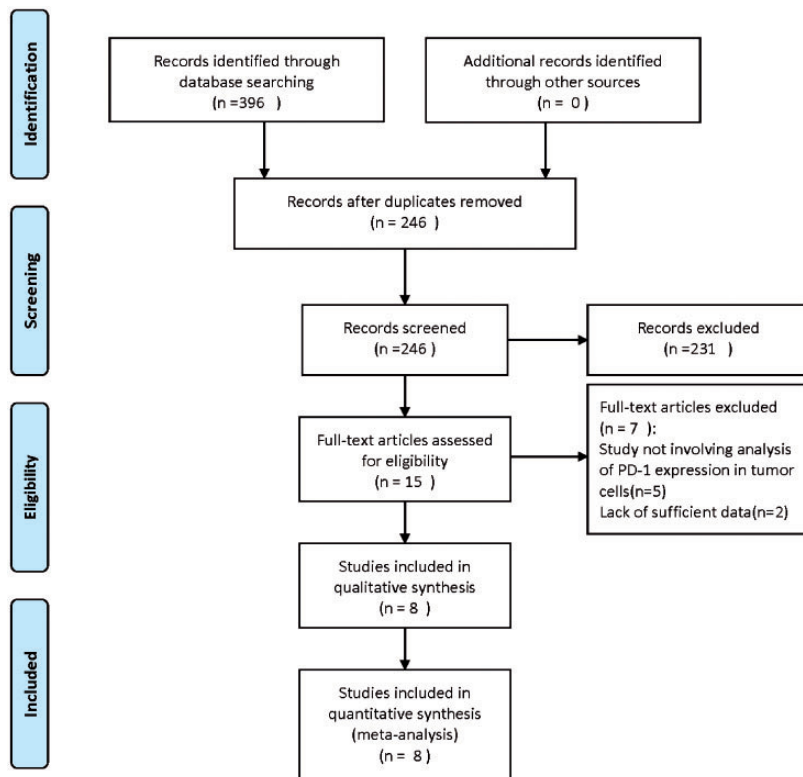 Identification
Records identified through
database searching
(n =396 )
Additional records identified
through other sources
(n = 0 )
Records after duplicates removed
(n = 246 )
Screening
Records screened
(n =246 )
Records excluded
(n =231 )
Eligibility
Full-text articles assessed
for eligibility
(n = 15 )
Full-text articles excluded
(n = 7 ):
Study not involving analysis
of PD-1 expression in tumor
cells(n=5)
Lack of sufficient data(n=2)
Studies included in
qualitative synthesis
(n = 8 )
Included
Studies included in
quantitative synthesis
(meta-analysis)
(n = 8 )